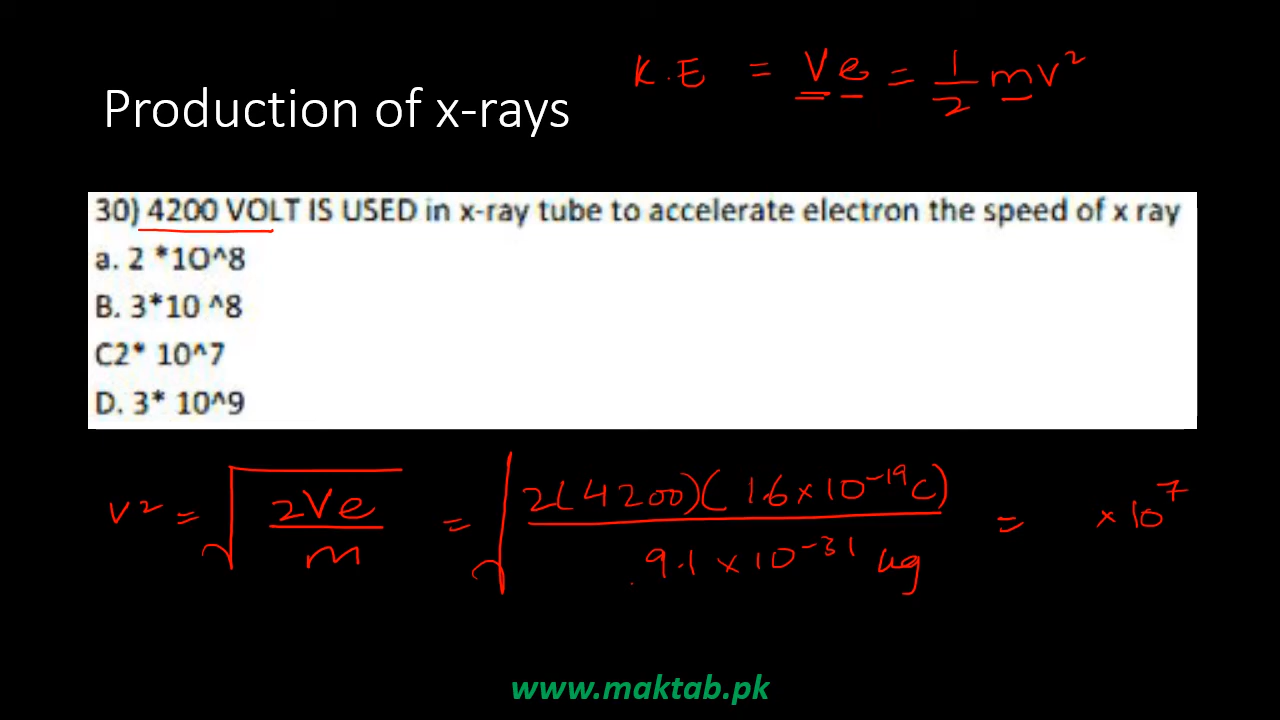 K.E = Ve = 1/2 mv²
Production of x-rays
30) 4200 VOLT IS USED in x-ray tube to accelerate electron the speed of x ray
a. 2 *1O^8
B. 3*10 ^8
C2* 10^7
D. 3* 10^9
v² = √(2Ve/m) = √(2(4200)(1.6×10⁻¹⁹C)/9.1×10⁻³¹ kg) = ×10⁷
www.maktab.pk